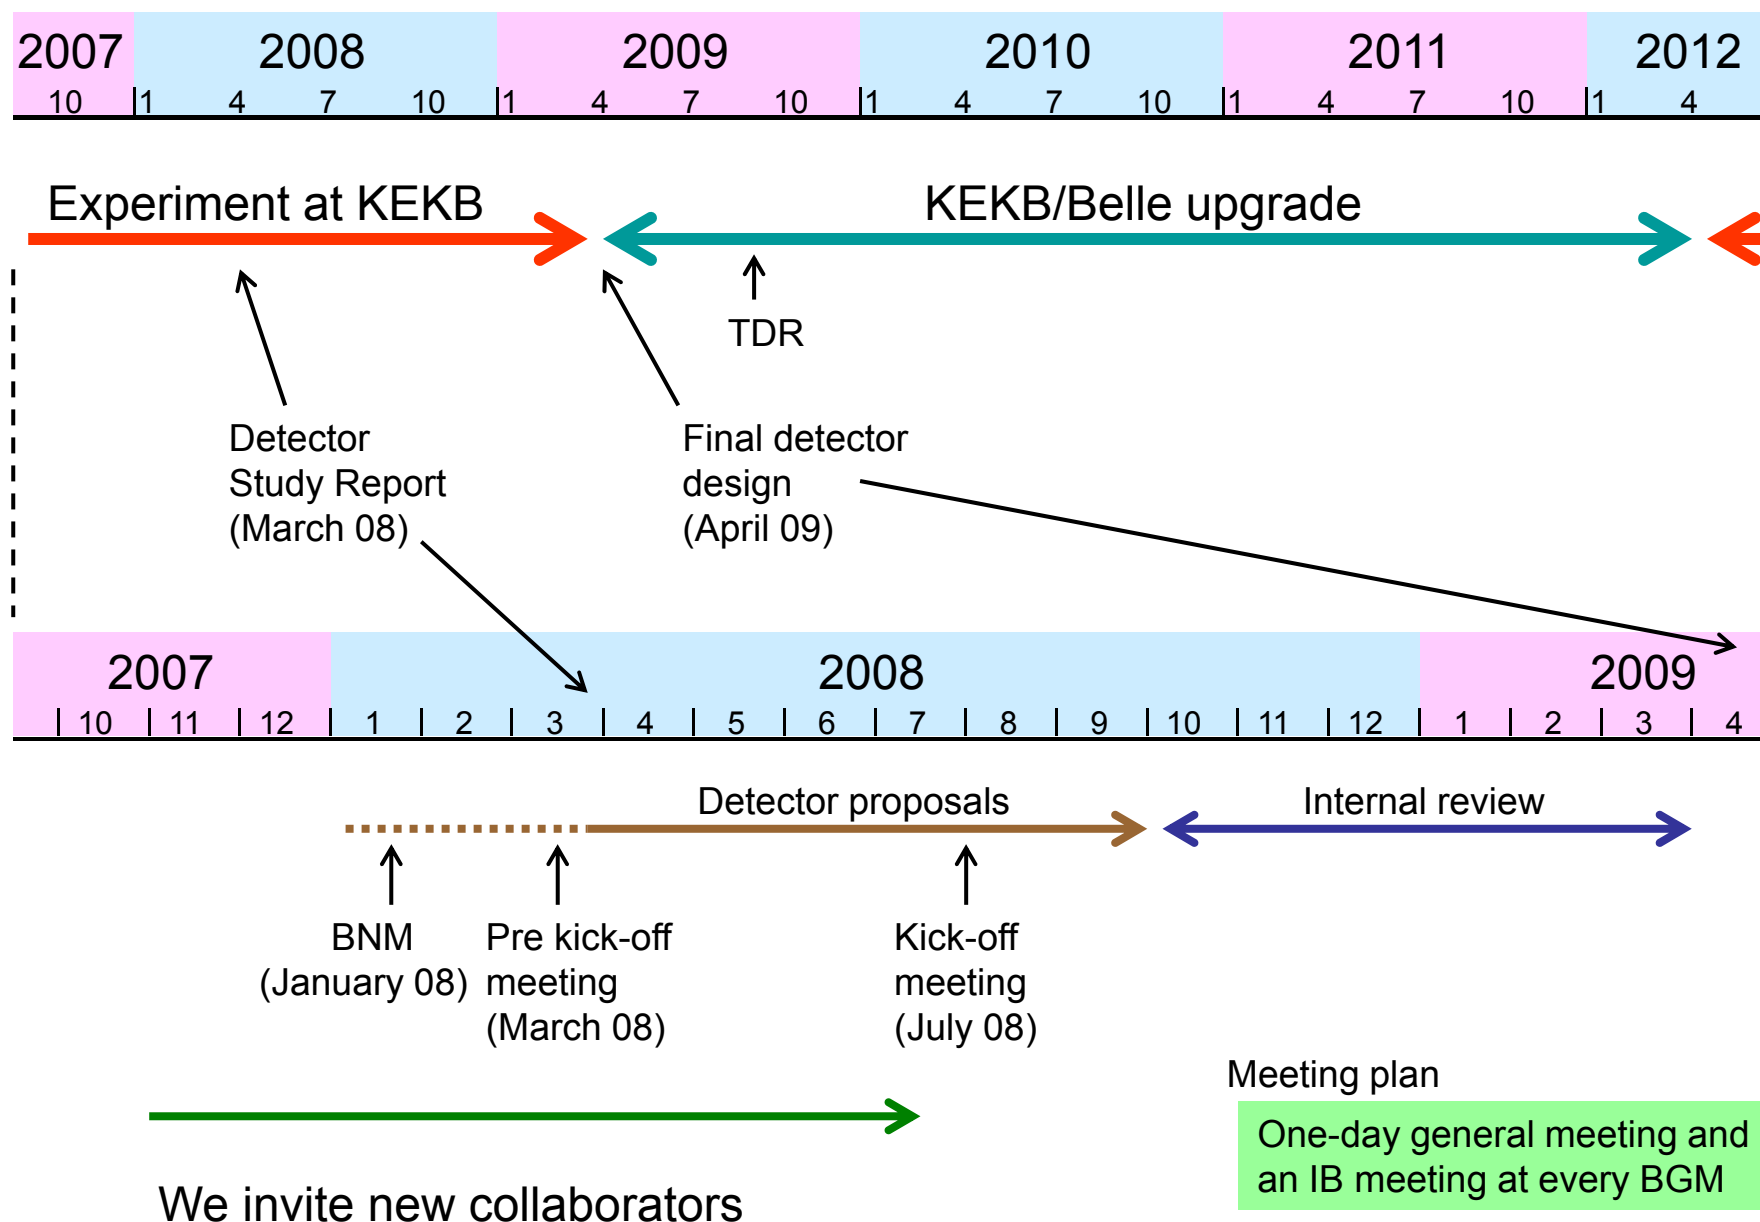 2007 2008 2009 2010 2011 2012
10 1 4 7 10 1 4 7 10 1 4 7 10 1 4 7 10 1 4
Experiment at KEKB
KEKB/Belle upgrade
TDR
Detector
Study Report
(March 08)
Final detector
design
(April 09)
2007 2008 2009
10 11 12 1 2 3 4 5 6 7 8 9 10 11 12 1 2 3 4
Detector proposals
Internal review
BNM
(January 08)
Pre kick-off
meeting
(March 08)
Kick-off
meeting
(July 08)
Meeting plan
One-day general meeting and
an IB meeting at every BGM
We invite new collaborators